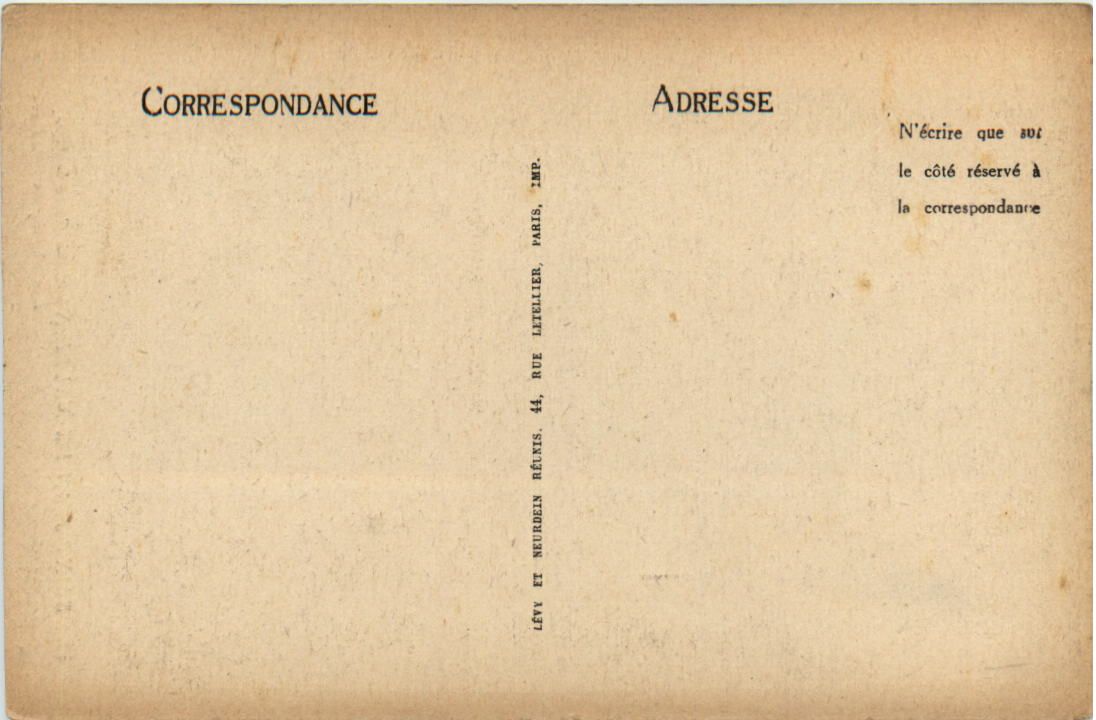 CORRESPONDANCE
ADRESSE
N'écrire que sur
le côté réservé à
la correspondance
LÉVY ET NEURDEIN RÉUNIS. 44, RUE LETELLIER, PARIS, IMP.